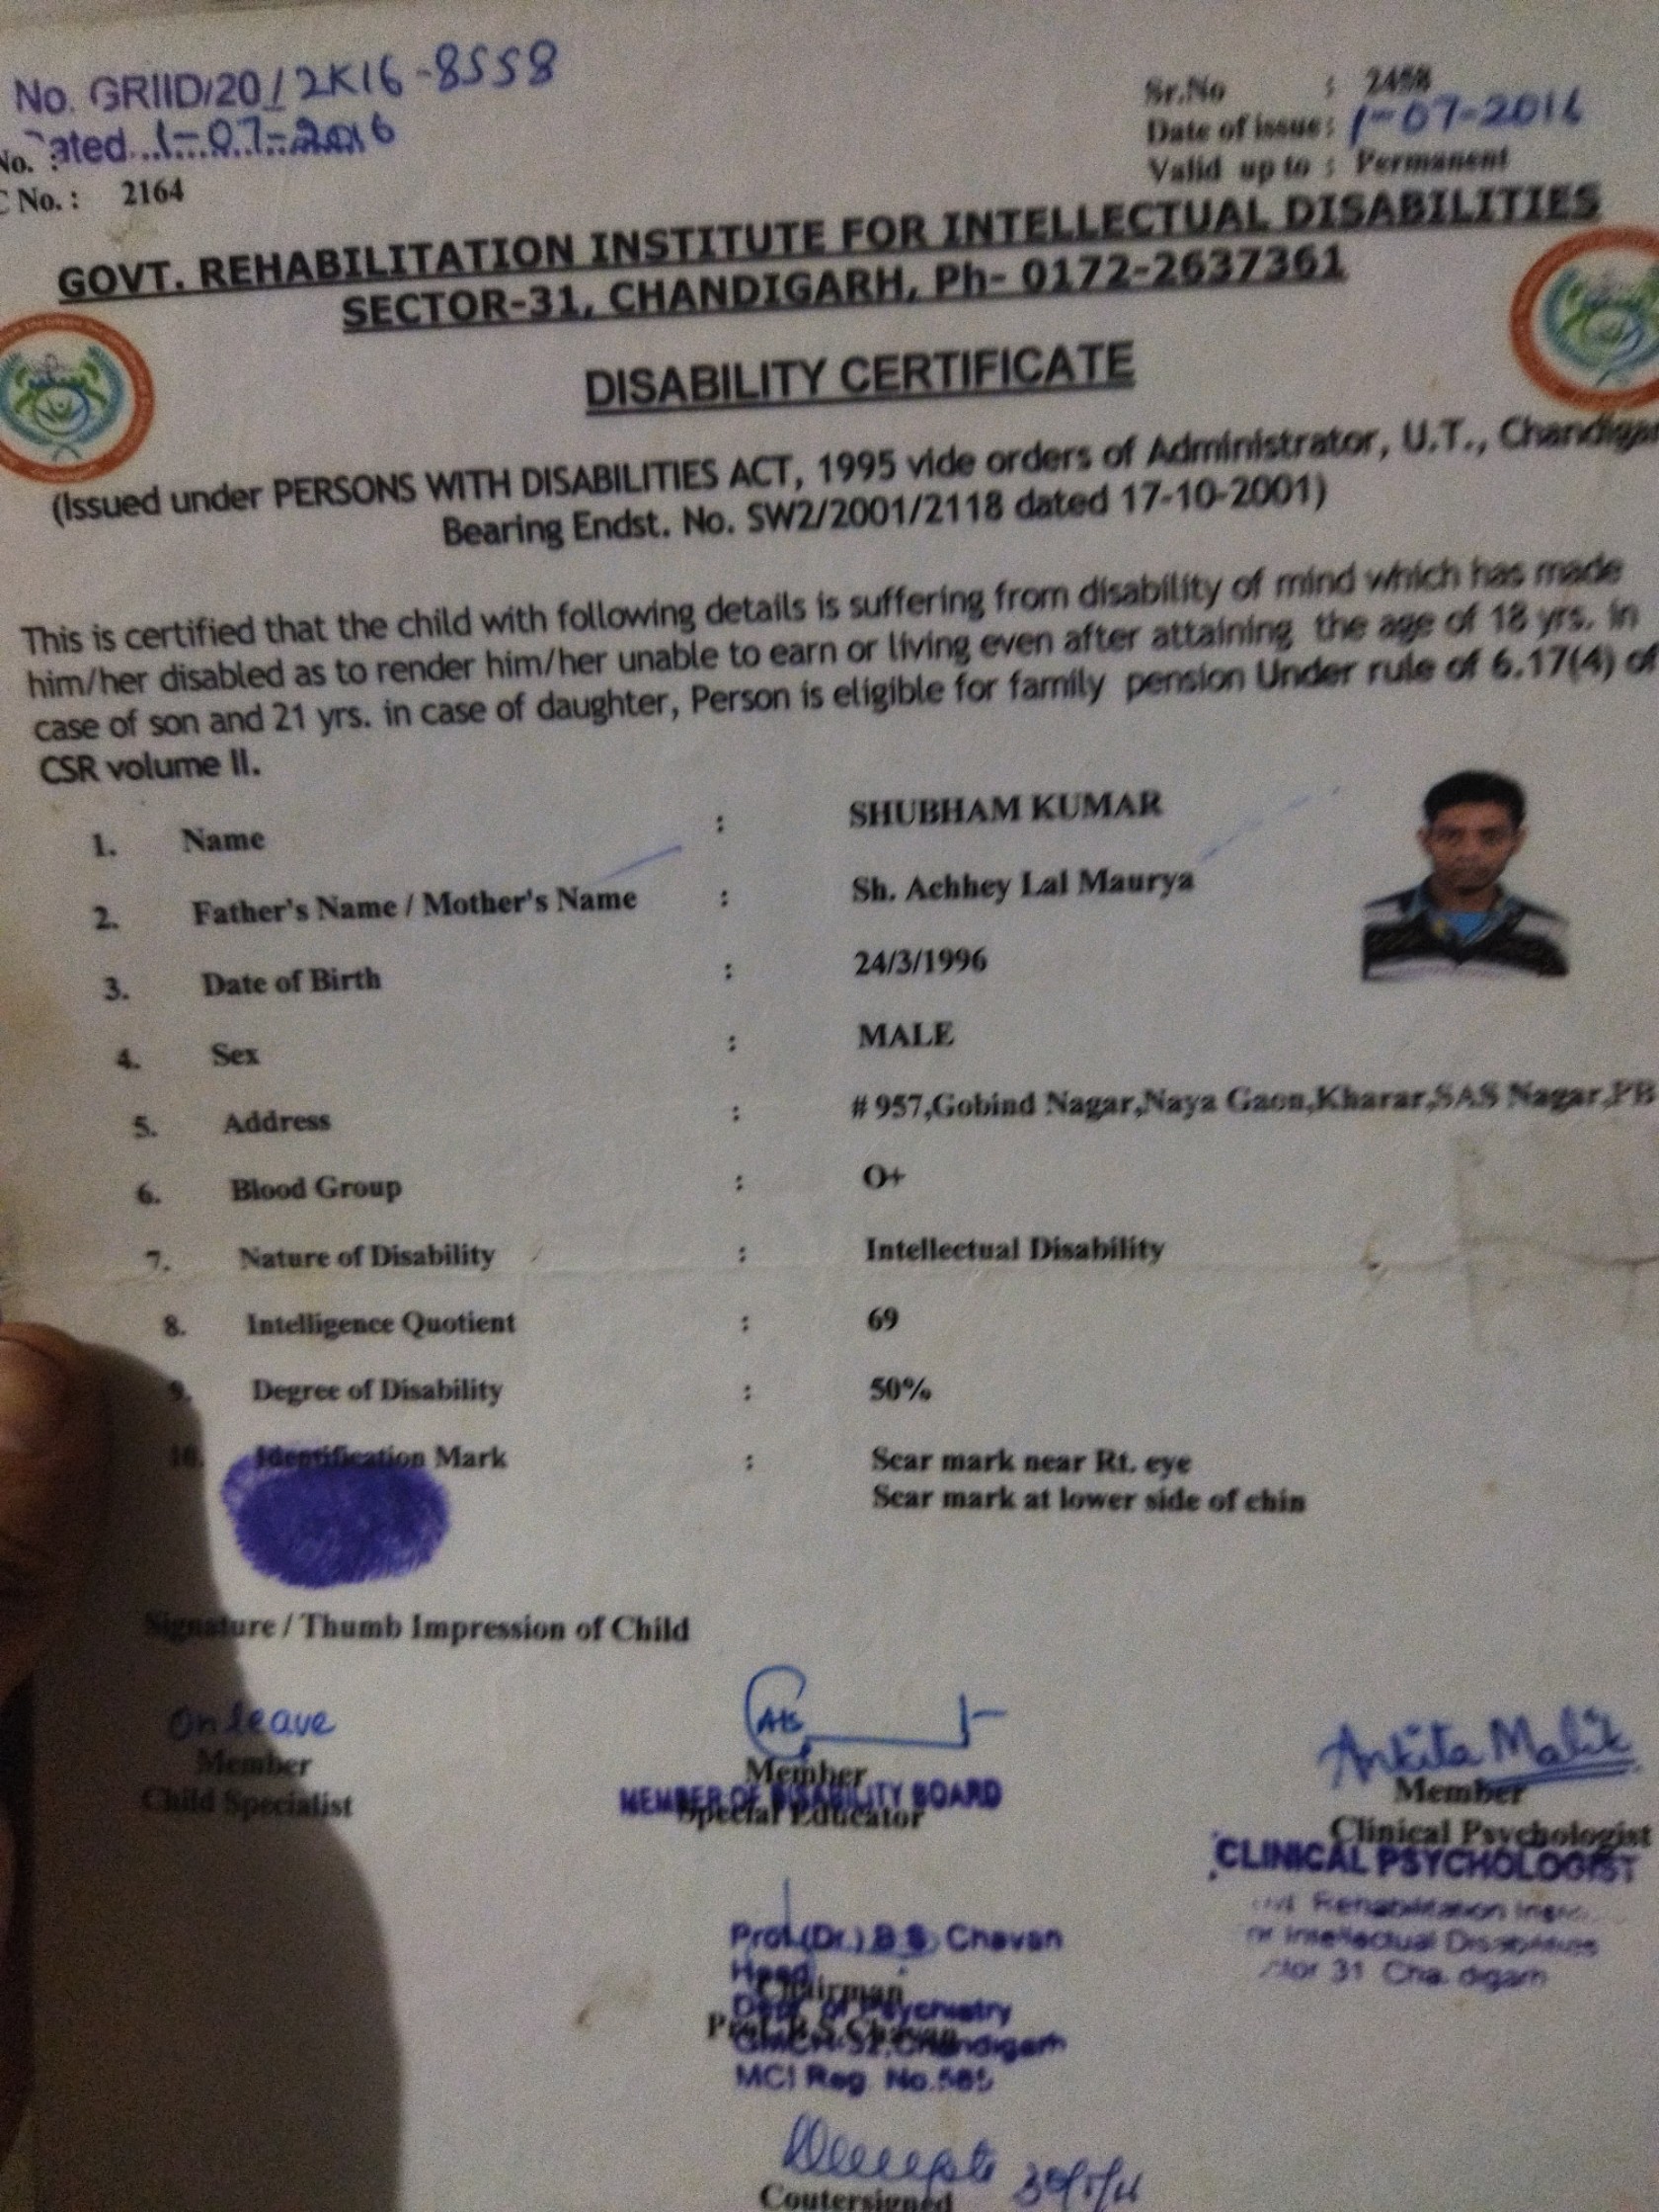 No. GRIID/20/2K16-8558
Dated 1-07-2016
No. :
C No. : 2164
Sr.No : 2498
Date of issue: 1-07-2016
Valid up to : Permanent
GOVT. REHABILITATION INSTITUTE FOR INTELLECTUAL DISABILITIES
SECTOR-31, CHANDIGARH, Ph- 0172-2637361
DISABILITY CERTIFICATE
(Issued under PERSONS WITH DISABILITIES ACT, 1995 vide orders of Administrator, U.T., Chandigar
Bearing Endst. No. SW2/2001/2118 dated 17-10-2001)
This is certified that the child with following details is suffering from disability of mind which has made
him/her disabled as to render him/her unable to earn or living even after attaining the age of 18 yrs. in
case of son and 21 yrs. in case of daughter, Person is eligible for family pension Under rule of 6.17(4) of
CSR volume II.
1. Name : SHUBHAM KUMAR
2. Father's Name / Mother's Name : Sh. Achhey Lal Maurya
3. Date of Birth : 24/3/1996
4. Sex : MALE
5. Address : # 957,Gobind Nagar,Naya Gaon,Kharar,SAS Nagar,PB
6. Blood Group : O+
7. Nature of Disability : Intellectual Disability
8. Intelligence Quotient : 69
9. Degree of Disability : 50%
10. Identification Mark : Scar mark near Rt. eye
Scar mark at lower side of chin
Signature / Thumb Impression of Child
On leave
Member
Child Specialist
Member
MEMBER OF DISABILITY BOARD
Special Educator
Ankita Malik
Member
Clinical Psychologist
CLINICAL PSYCHOLOGIST
Rehabilitation
Intellectual Disabilities
31
Prof.(Dr.) B.S. Chavan
Head
Chairman
Dept. of Psychiatry
Prof. B.S.Chavan
GMCH-32, Chandigarh
MCI Reg. No.
Coutersigned